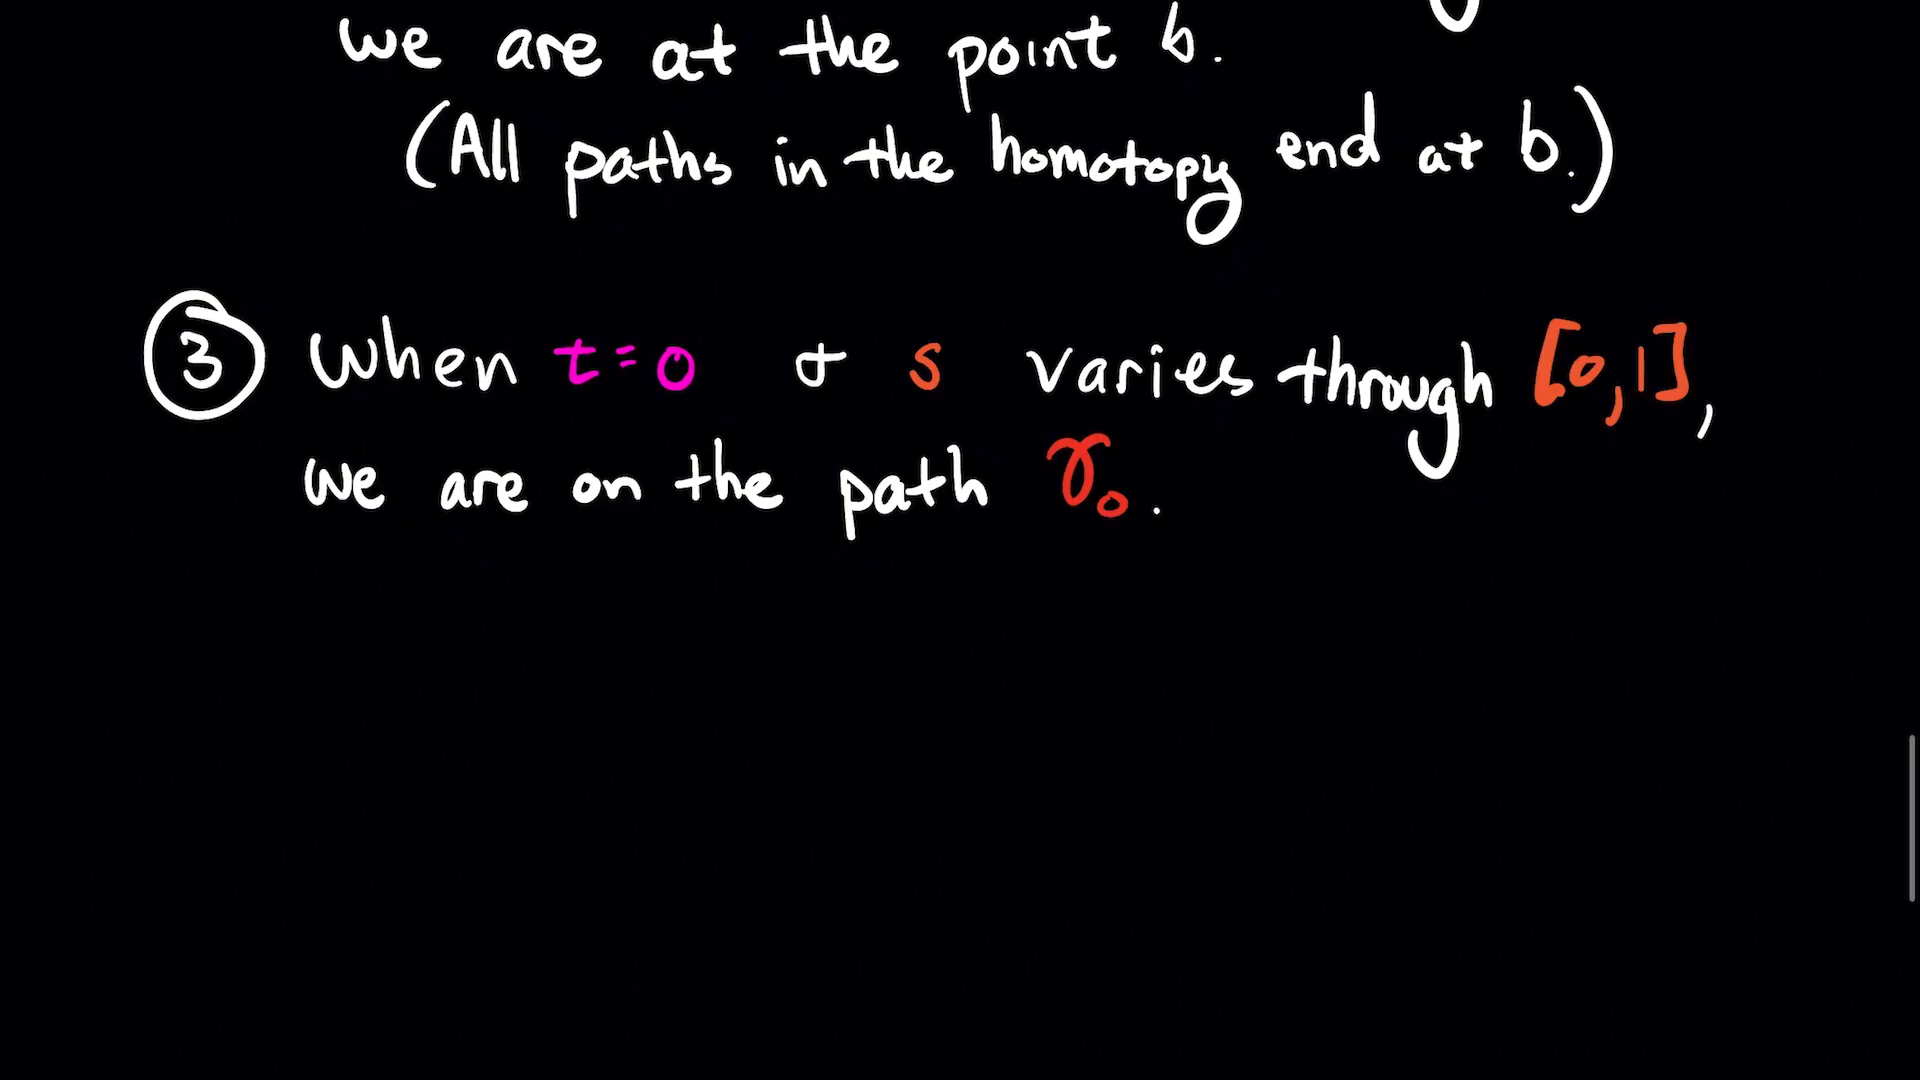 we are at the point b.
(All paths in the homotopy end at b.)
③ When t=0 & s varies through [0,1],
we are on the path γ₀.